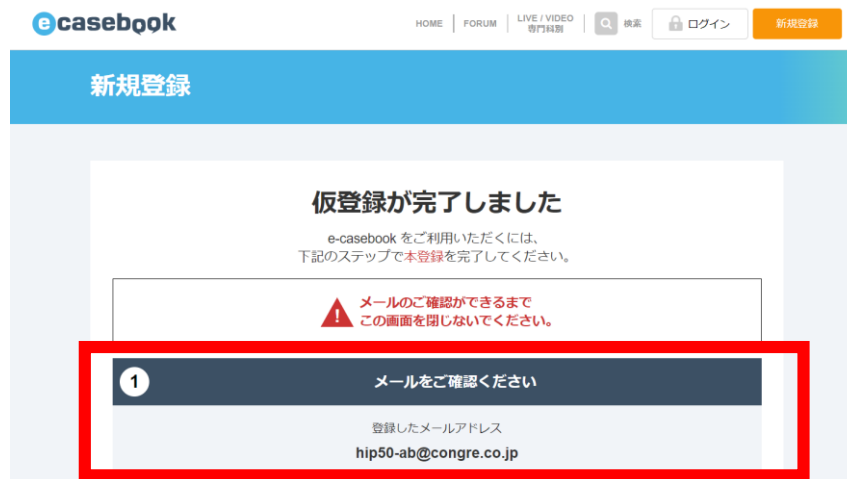 e casebook
HOME
FORUM
LIVE / VIDEO
専門科別
検索
ログイン
新規登録
新規登録
仮登録が完了しました
e-casebook をご利用いただくには、
下記のステップで本登録を完了してください。
メールのご確認ができるまで
この画面を閉じないでください。
1
メールをご確認ください
登録したメールアドレス
hip50-ab@congre.co.jp